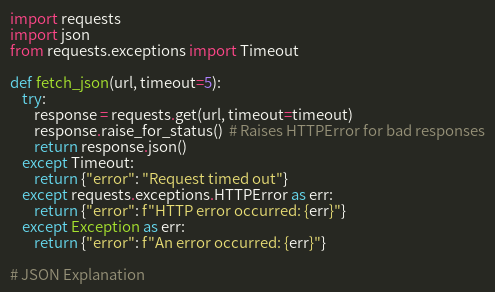 import requests
import json
from requests.exceptions import Timeout

def fetch_json(url, timeout=5):
    try:
        response = requests.get(url, timeout=timeout)
        response.raise_for_status()  # Raises HTTPError for bad responses
        return response.json()
    except Timeout:
        return {"error": "Request timed out"}
    except requests.exceptions.HTTPError as err:
        return {"error": f"HTTP error occurred: {err}"}
    except Exception as err:
        return {"error": f"An error occurred: {err}"}

# JSON Explanation